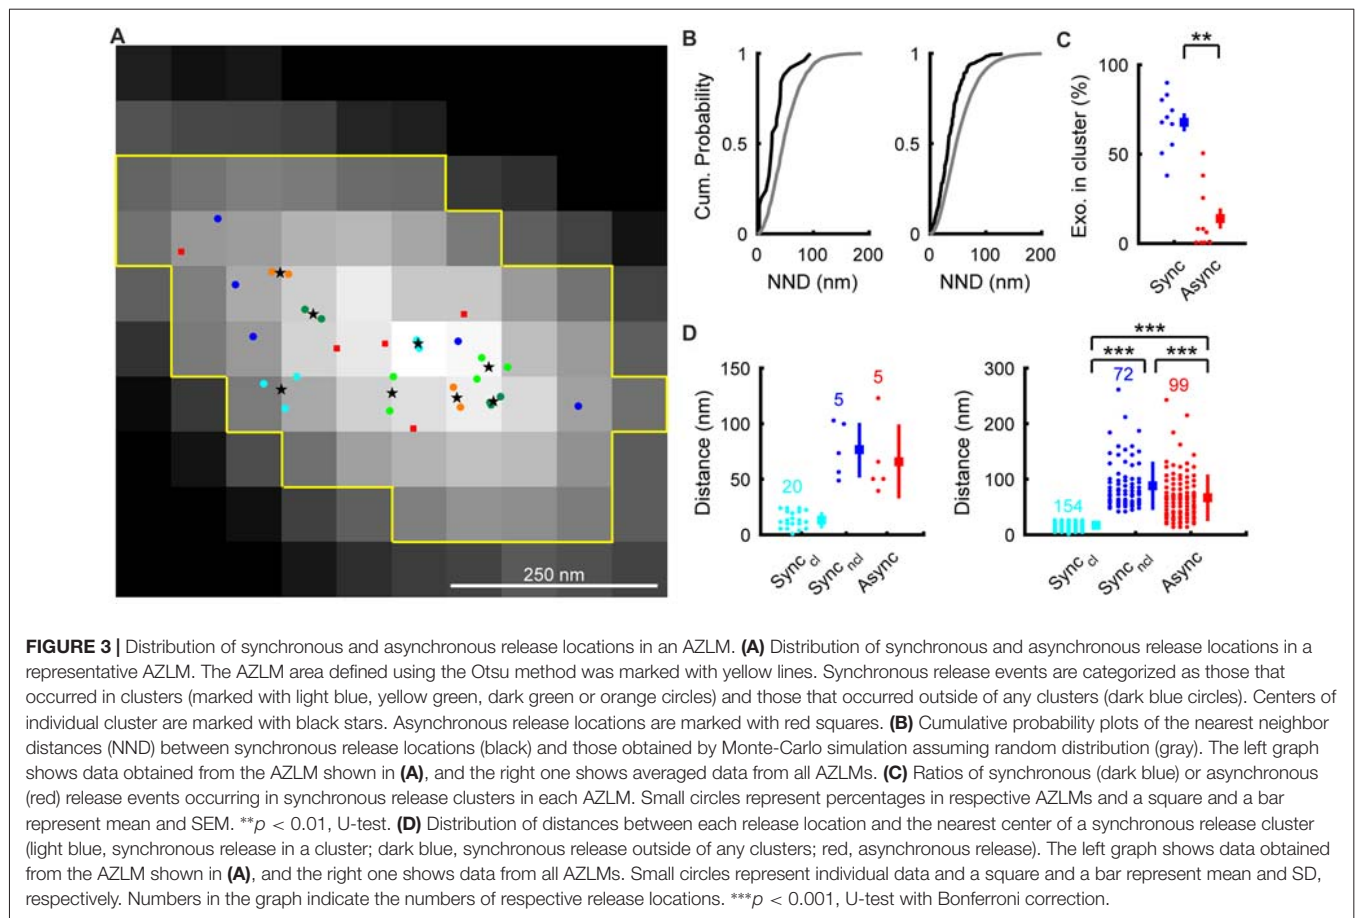 A
250 nm
B
Cum. Probability
1
0.5
0
0 100 200
NND (nm)
1
0.5
0
0 100 200
NND (nm)
C
**
Exo. in cluster (%)
100
50
0
Sync
Async
D
Distance (nm)
150
100
50
0
20
5
5
Sync cl
Sync ncl
Async
Distance (nm)
300
200
100
0
***
***
***
154
72
99
Sync cl
Sync ncl
Async
FIGURE 3 | Distribution of synchronous and asynchronous release locations in an AZLM. (A) Distribution of synchronous and asynchronous release locations in a
representative AZLM. The AZLM area defined using the Otsu method was marked with yellow lines. Synchronous release events are categorized as those that
occurred in clusters (marked with light blue, yellow green, dark green or orange circles) and those that occurred outside of any clusters (dark blue circles). Centers of
individual cluster are marked with black stars. Asynchronous release locations are marked with red squares. (B) Cumulative probability plots of the nearest neighbor
distances (NND) between synchronous release locations (black) and those obtained by Monte-Carlo simulation assuming random distribution (gray). The left graph
shows data obtained from the AZLM shown in (A), and the right one shows averaged data from all AZLMs. (C) Ratios of synchronous (dark blue) or asynchronous
(red) release events occurring in synchronous release clusters in each AZLM. Small circles represent percentages in respective AZLMs and a square and a bar
represent mean and SEM. **p < 0.01, U-test. (D) Distribution of distances between each release location and the nearest center of a synchronous release cluster
(light blue, synchronous release in a cluster; dark blue, synchronous release outside of any clusters; red, asynchronous release). The left graph shows data obtained
from the AZLM shown in (A), and the right one shows data from all AZLMs. Small circles represent individual data and a square and a bar represent mean and SD,
respectively. Numbers in the graph indicate the numbers of respective release locations. ***p < 0.001, U-test with Bonferroni correction.